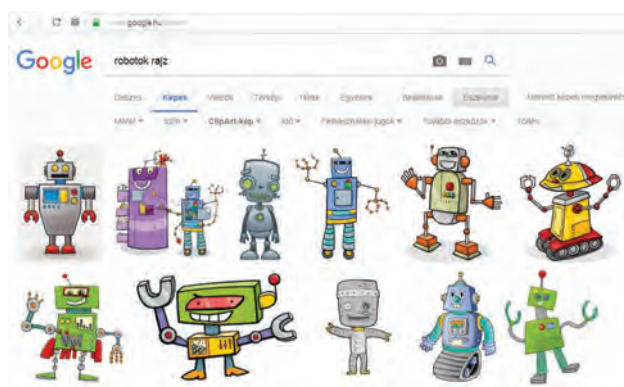 google.hu
Google robotok rajz
Összes Képek Videók Térkép Hírek Egyebek Beállítások Eszközök
Méret Szín ClipArt-kép Idő Felhasználási jogok További eszközök Törlés